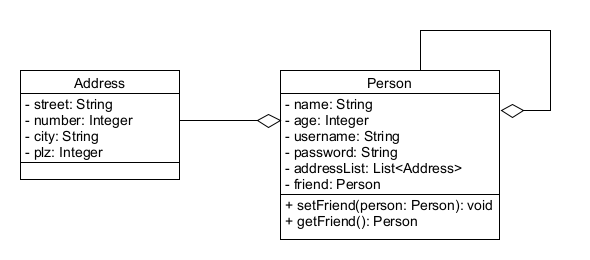 Address
- street: String
- number: Integer
- city: String
- plz: Integer
Person
- name: String
- age: Integer
- username: String
- password: String
- addressList: List<Address>
- friend: Person
+ setFriend(person: Person): void
+ getFriend(): Person